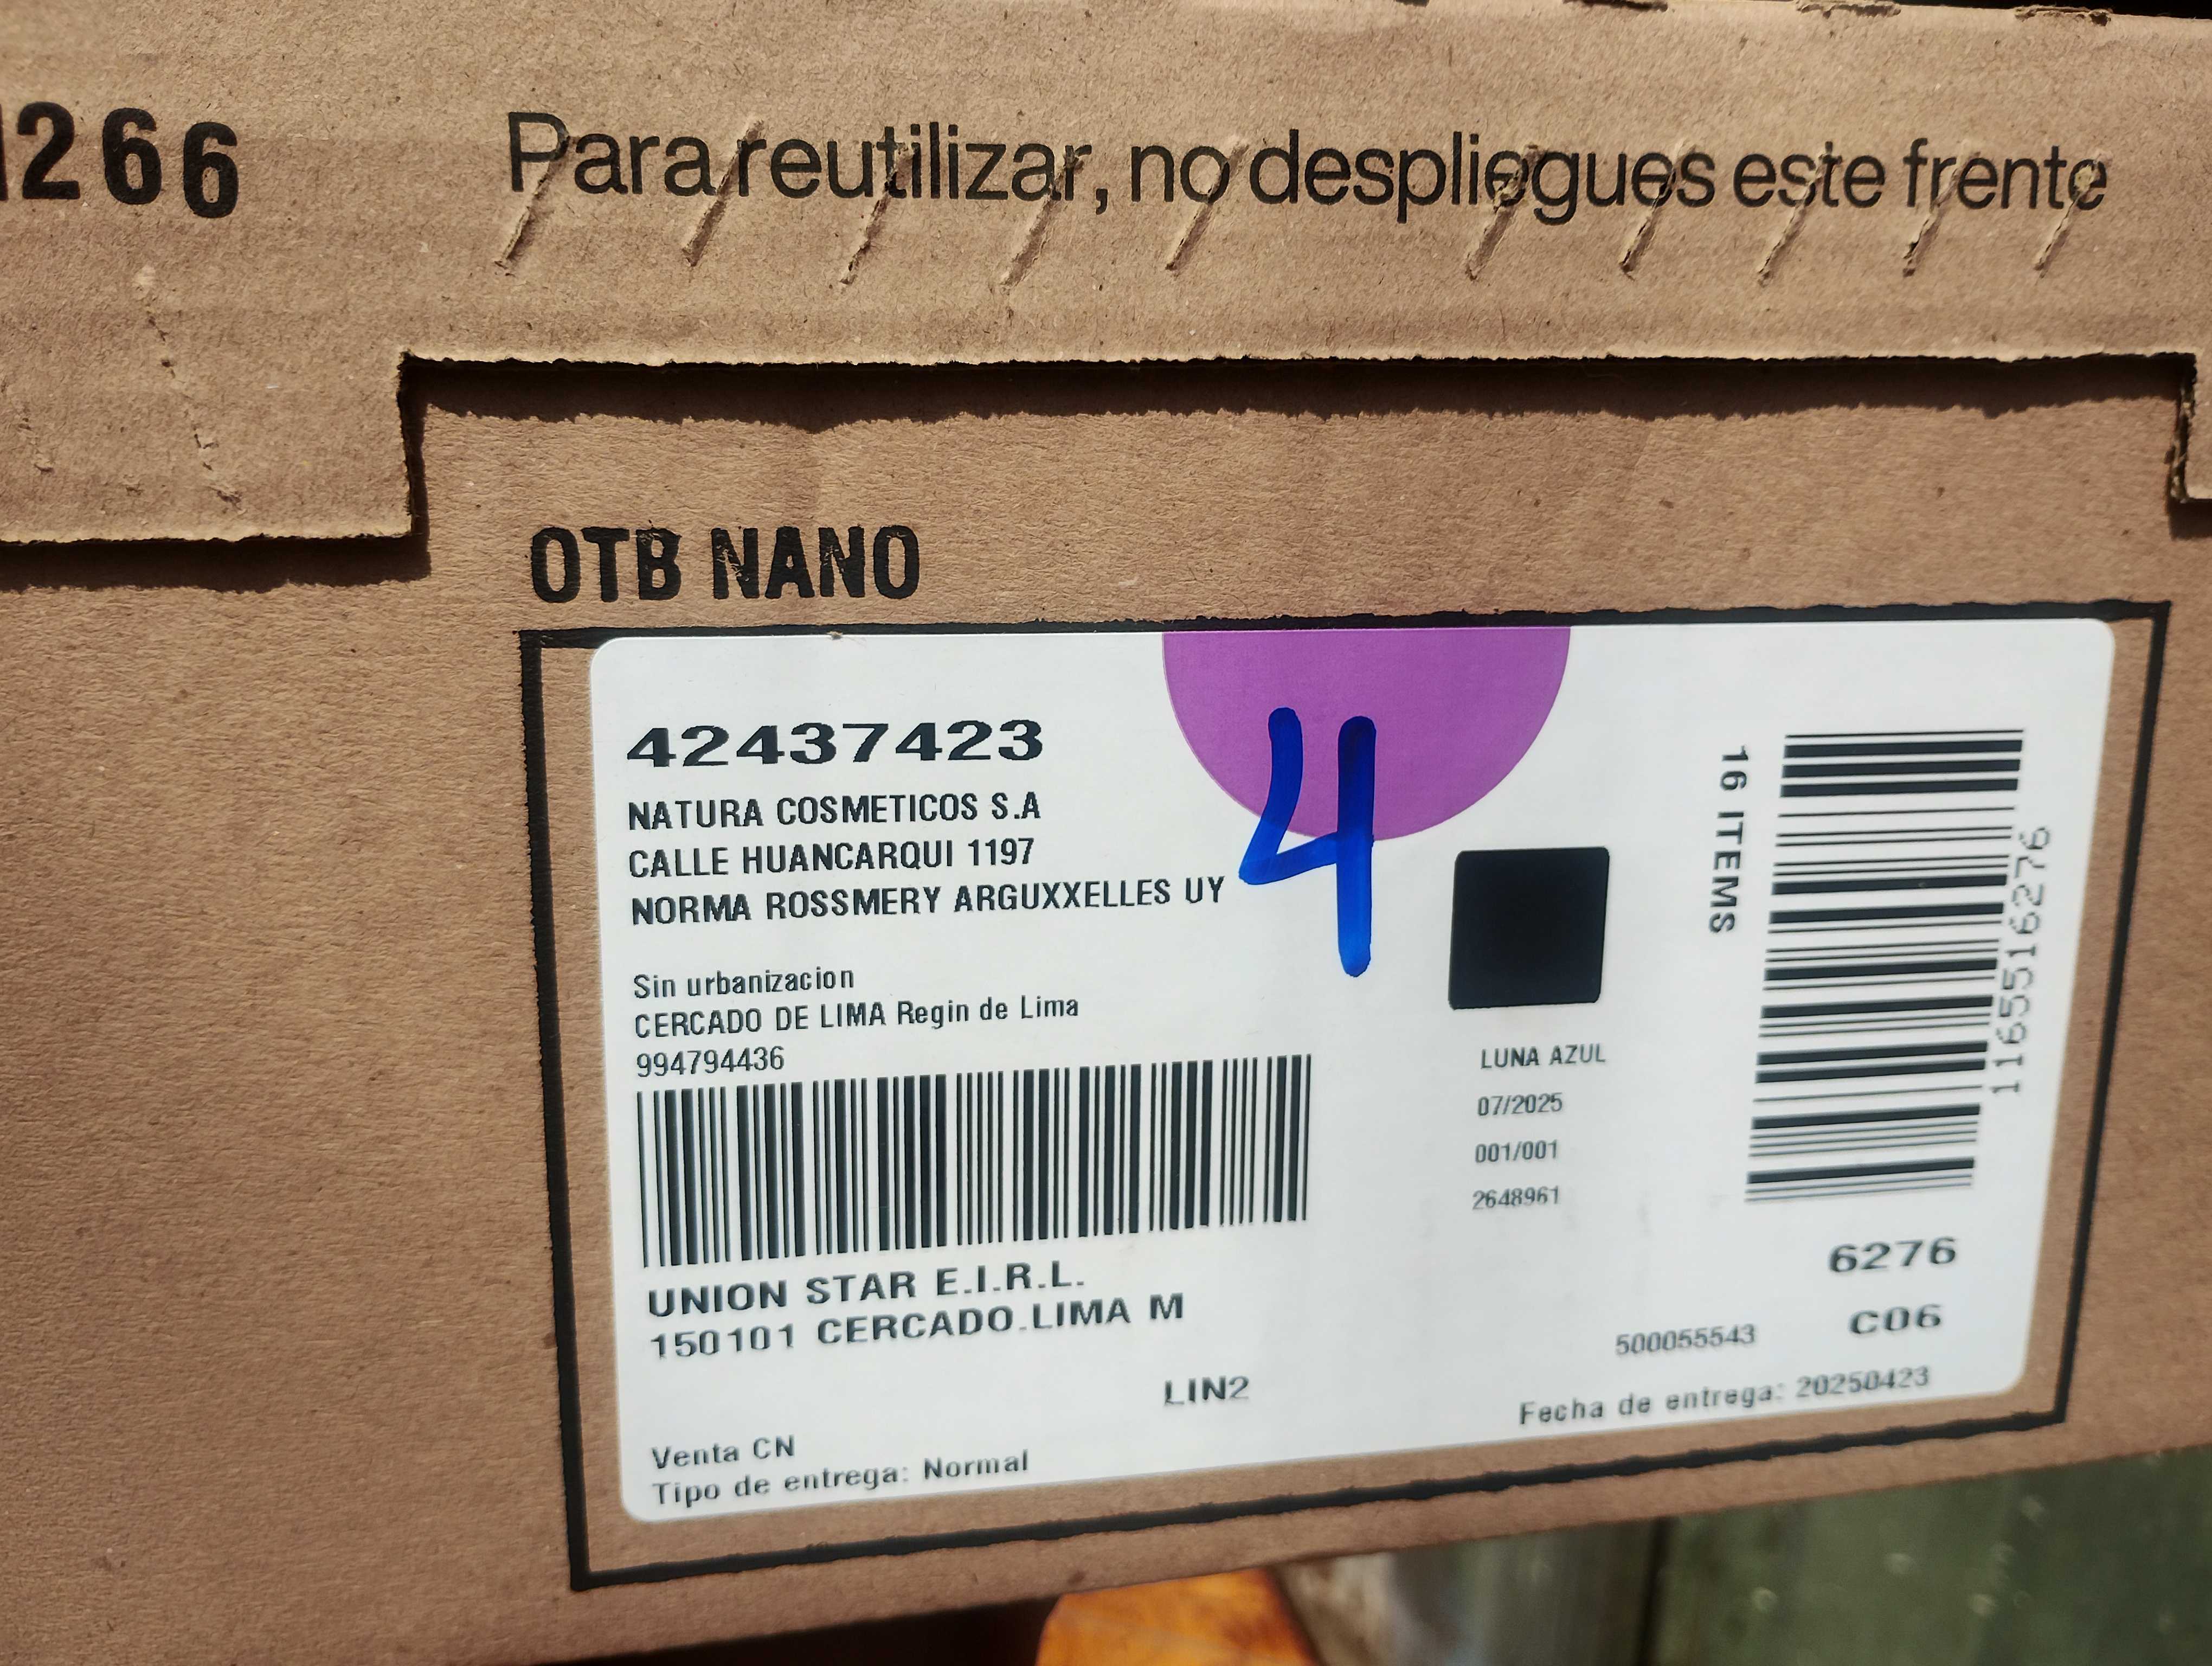 1266
Para reutilizar, no despliegues este frente
OTB NANO
42437423
NATURA COSMETICOS S.A
CALLE HUANCARQUI 1197
NORMA ROSSMERY ARGUXXELLES UY
4
Sin urbanizacion
CERCADO DE LIMA Regin de Lima
994794436
UNION STAR E.I.R.L.
150101 CERCADO.LIMA M
LIN2
Venta CN
Tipo de entrega: Normal
LUNA AZUL
07/2025
001/001
2648961
16 ITEMS
1165516276
6276
C06
500055543
Fecha de entrega: 20250423